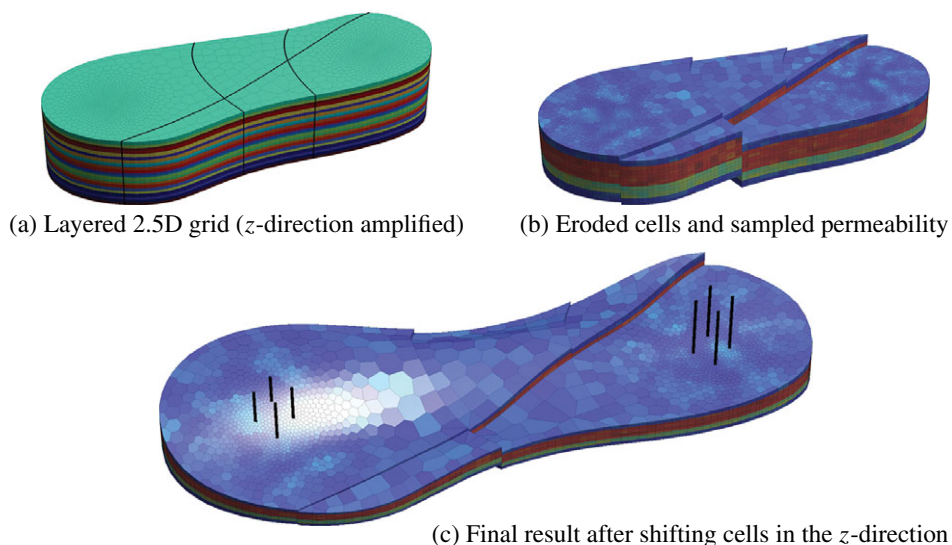 (a) Layered 2.5D grid (z-direction amplified)
(b) Eroded cells and sampled permeability
(c) Final result after shifting cells in the z-direction